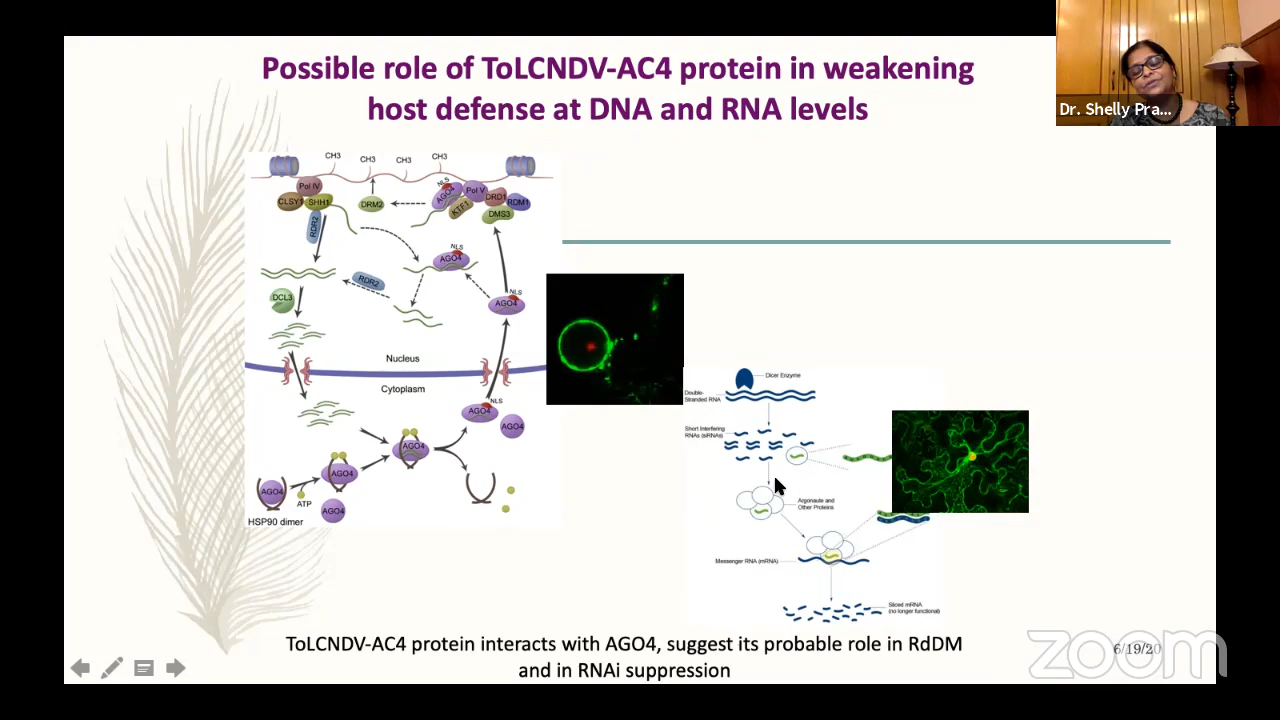 Possible role of ToLCNDV-AC4 protein in weakening
host defense at DNA and RNA levels
Dr. Shelly Pra...
CH3
CH3
CH3
CH3
NLS
Pol IV
AGO4
Pol V
CLSY1
SHH1
DRM2
DRD1
RDM1
KTF1
DMS3
RDR2
NLS
AGO4
RDR2
DCL3
NLS
AGO4
Nucleus
Cytoplasm
NLS
AGO4
AGO4
AGO4
AGO4
AGO4
ATP
AGO4
HSP90 dimer
Dicer Enzyme
Double-
Stranded RNA
Short Interfering
RNAs (siRNAs)
Argonaute and
Other Proteins
Messenger RNA (mRNA)
Sliced mRNA
(no longer functional)
ToLCNDV-AC4 protein interacts with AGO4, suggest its probable role in RdDM
and in RNAi suppression
6/19/20
zoom